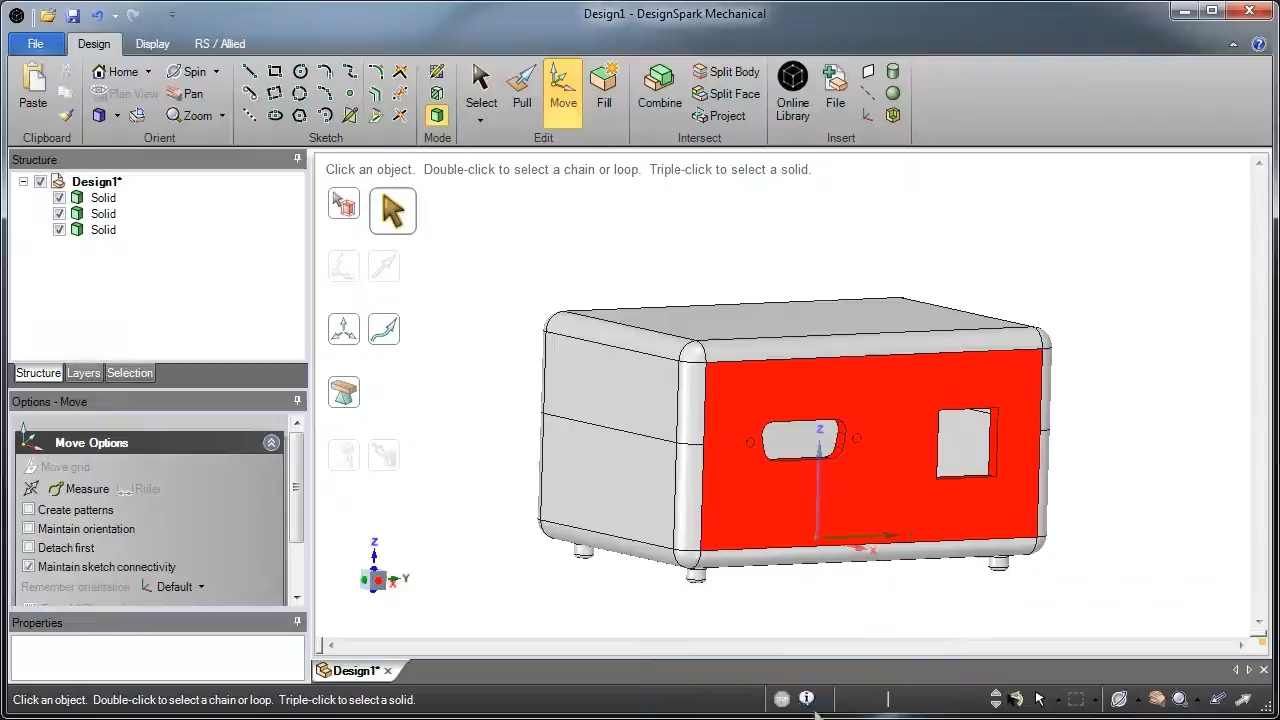 Design1 - DesignSpark Mechanical
File
Design
Display
RS / Allied
Paste
Home
Spin
Plan View
Pan
Zoom
Select
Pull
Move
Fill
Combine
Split Body
Split Face
Project
Online Library
File
Clipboard
Orient
Sketch
Mode
Edit
Intersect
Insert
Structure
Design1*
Solid
Solid
Solid
Structure
Layers
Selection
Options - Move
Move Options
Move grid
Measure
Ruler
Create patterns
Maintain orientation
Detach first
Maintain sketch connectivity
Remember orientation
Default
Properties
Click an object. Double-click to select a chain or loop. Triple-click to select a solid.
Z
X
Z
Y
X
Design1*
Click an object. Double-click to select a chain or loop. Triple-click to select a solid.